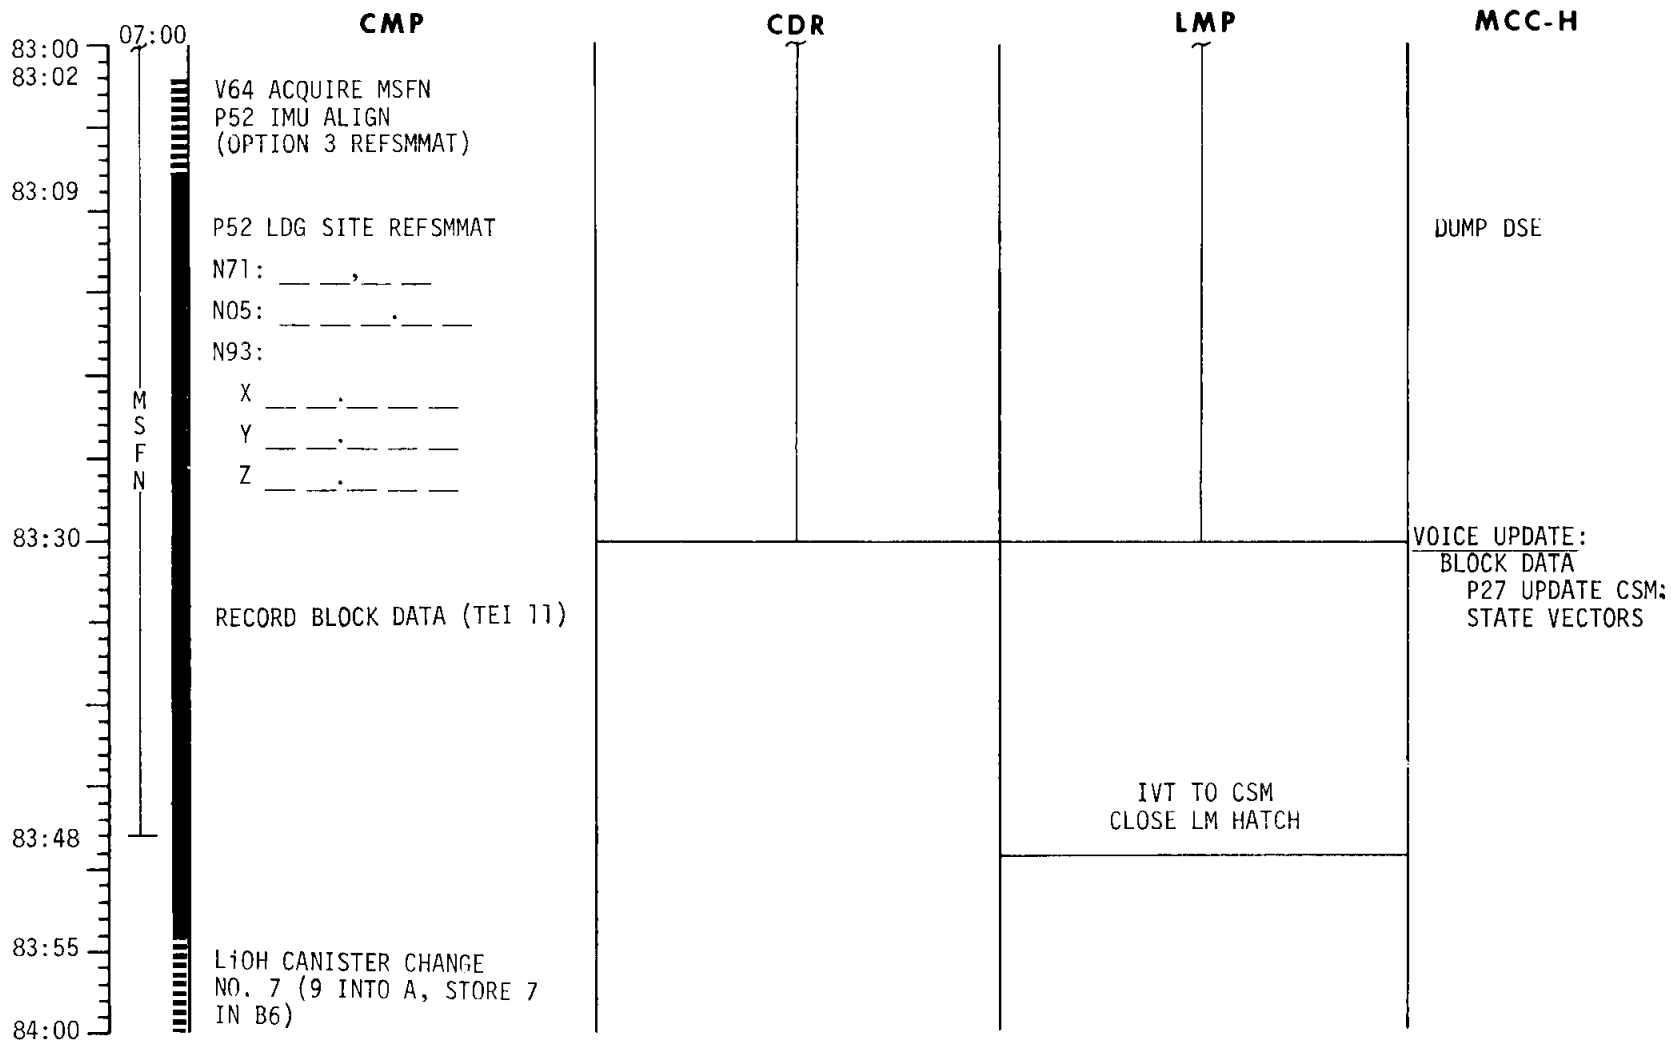 CMP CDR LMP MCC-H
07:00
83:00
83:02
V64 ACQUIRE MSFN
P52 IMU ALIGN
(OPTION 3 REFSMMAT)
83:09
P52 LDG SITE REFSMMAT
DUMP DSE
N71: __ __,__ __
N05: __ __ __.__ __
N93:
X __ __.__ __ __
Y __ __.__ __ __
Z __ __.__ __ __
MSFN
83:30
VOICE UPDATE:
BLOCK DATA
P27 UPDATE CSM:
STATE VECTORS
RECORD BLOCK DATA (TEI 11)
IVT TO CSM
CLOSE LM HATCH
83:48
83:55
LiOH CANISTER CHANGE
NO. 7 (9 INTO A, STORE 7
IN B6)
84:00